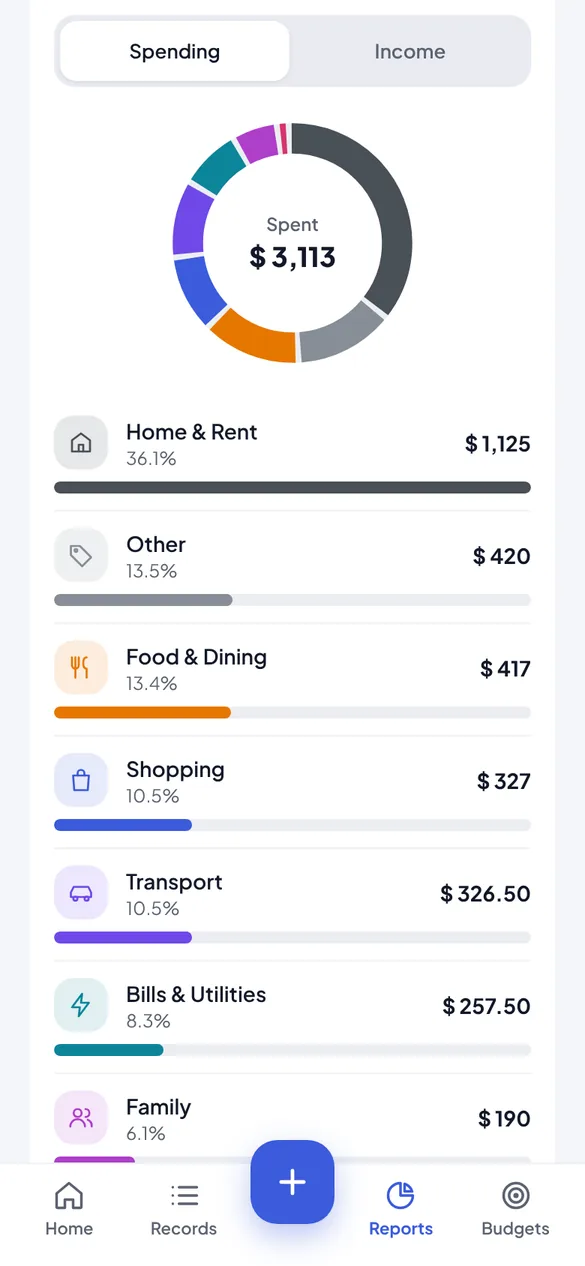 Spending
Income
Spent
$ 3,113
Home & Rent
36.1%
$ 1,125
Other
13.5%
$ 420
Food & Dining
13.4%
$ 417
Shopping
10.5%
$ 327
Transport
10.5%
$ 326.50
Bills & Utilities
8.3%
$ 257.50
Family
6.1%
$ 190
Home
Records
Reports
Budgets